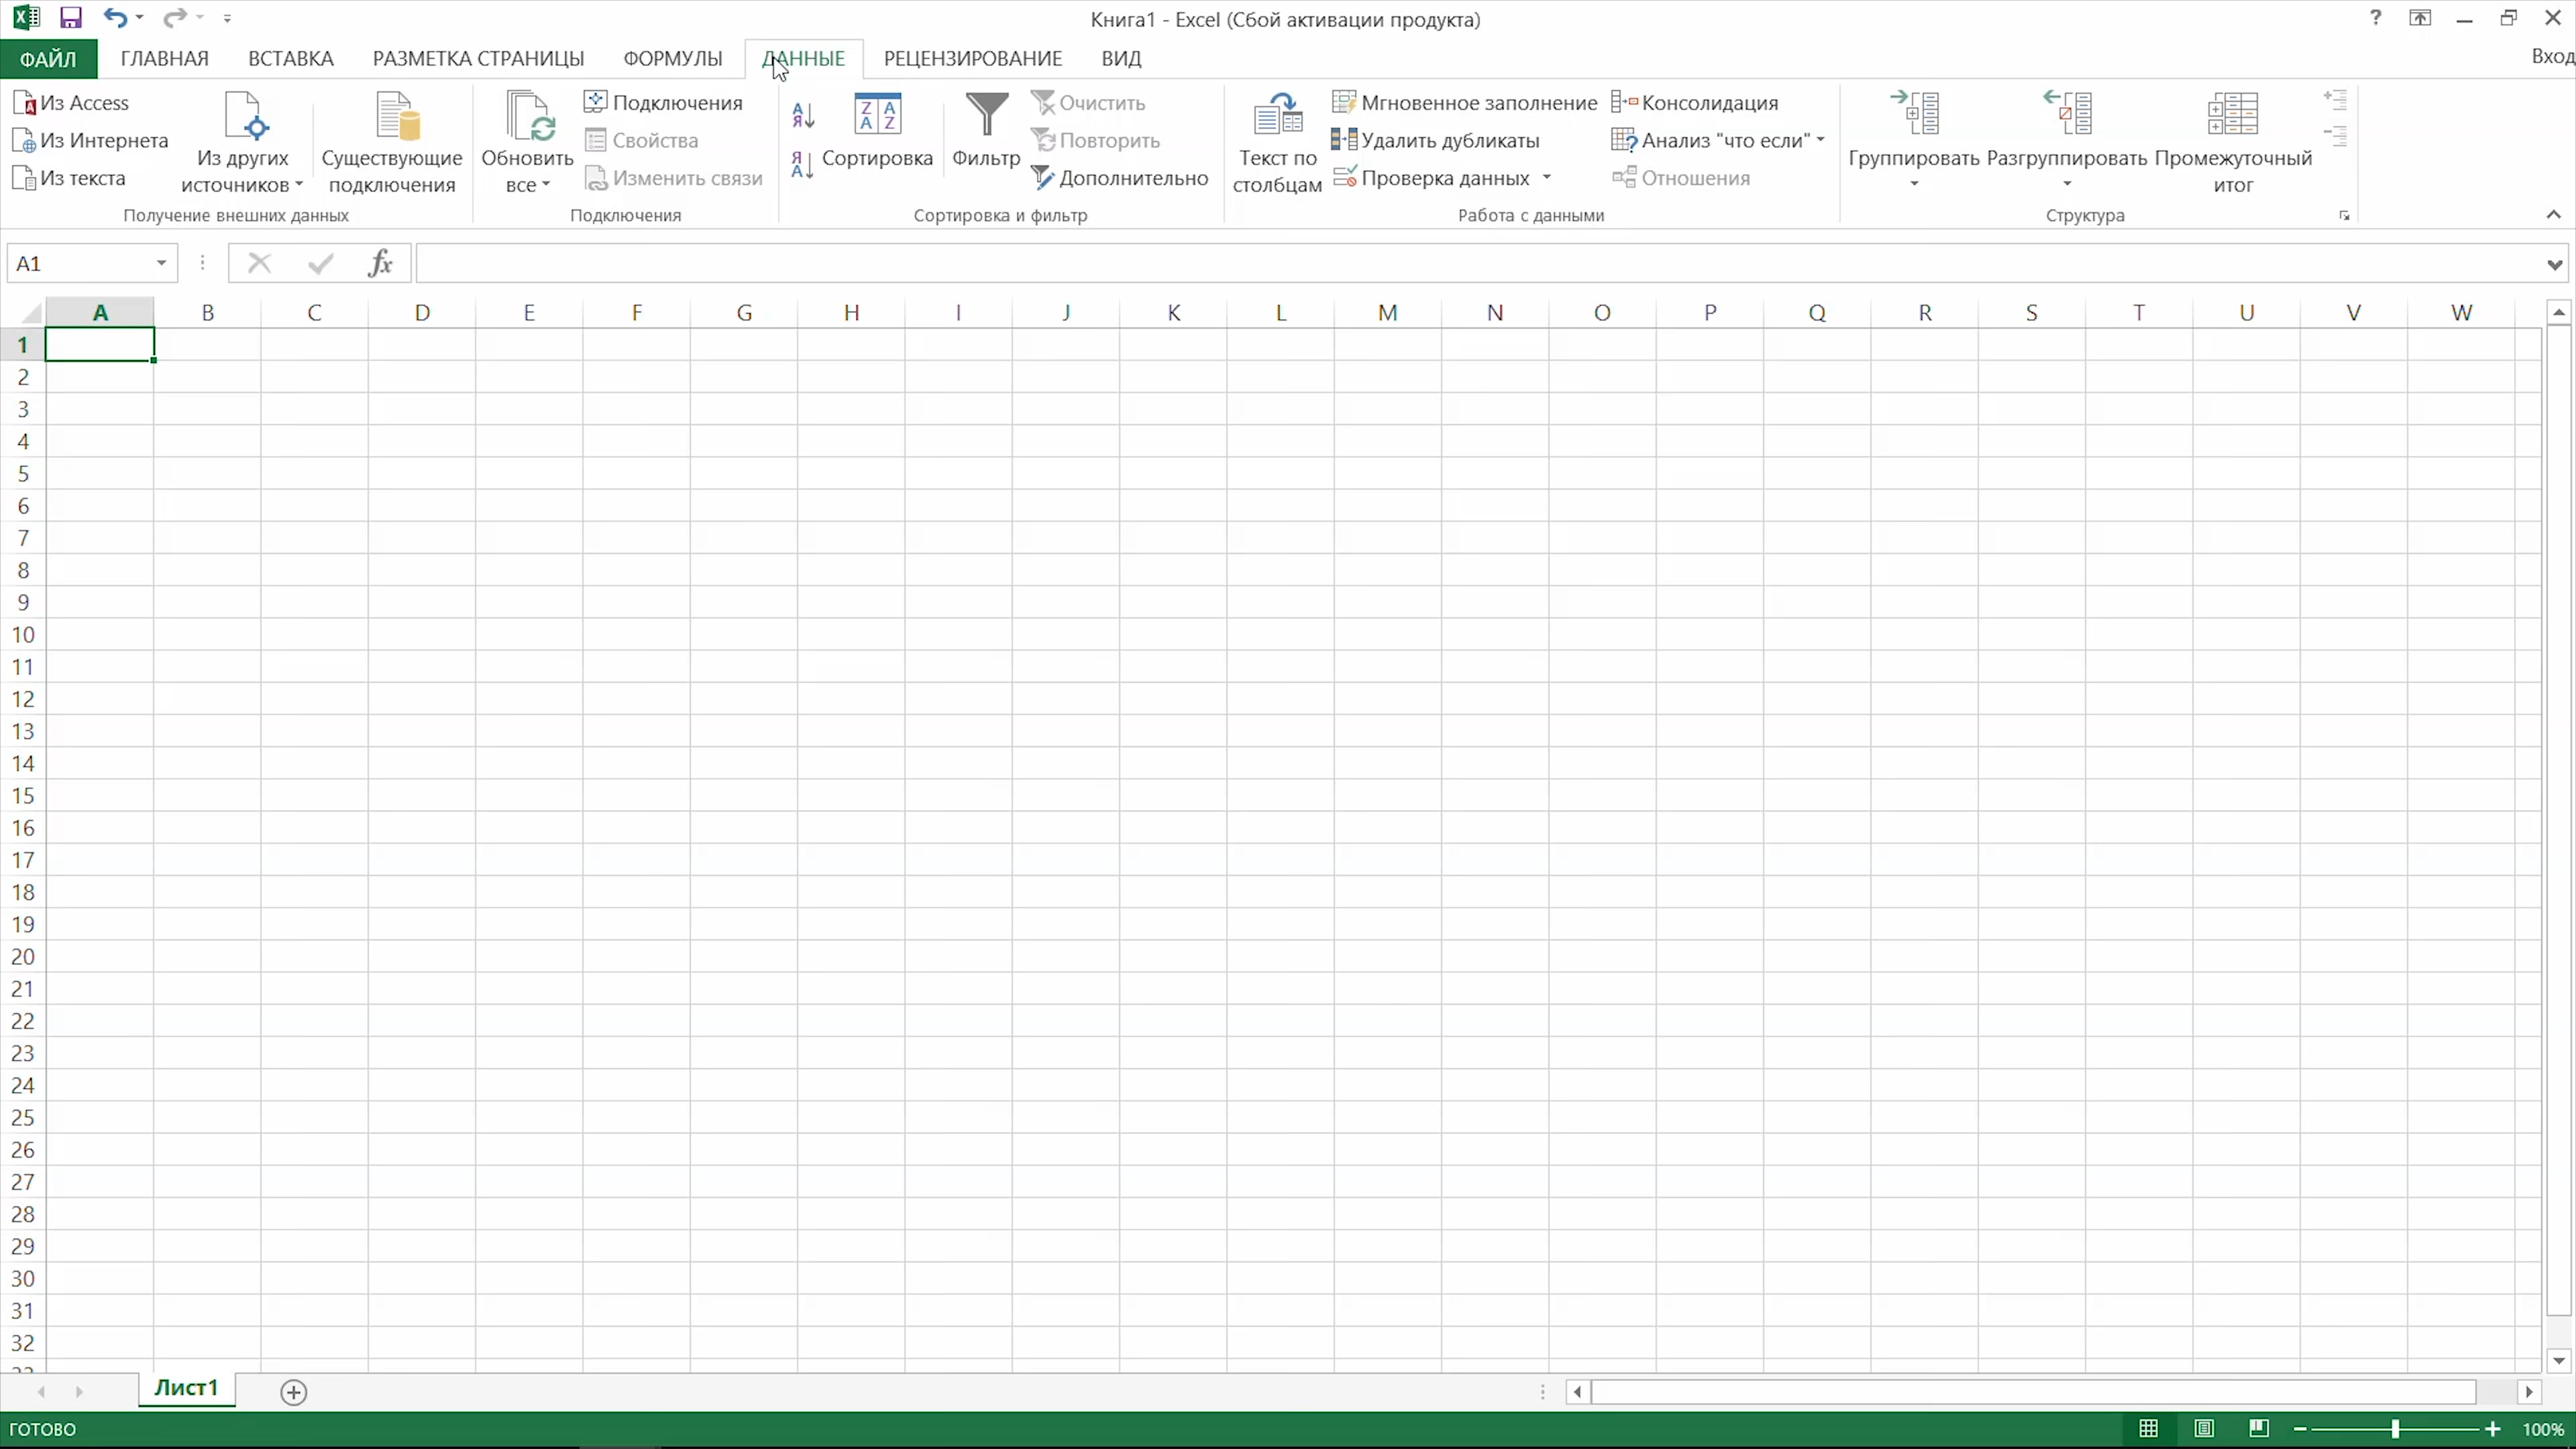 Книга1 - Excel (Сбой активации продукта)
ФАЙЛ ГЛАВНАЯ ВСТАВКА РАЗМЕТКА СТРАНИЦЫ ФОРМУЛЫ ДАННЫЕ РЕЦЕНЗИРОВАНИЕ ВИД Вход
Из Access
Из Интернета
Из текста
Из других
источников
Существующие
подключения
Получение внешних данных
Обновить
все
Подключения
Свойства
Изменить связи
Подключения
Сортировка
Фильтр
Очистить
Повторить
Дополнительно
Сортировка и фильтр
Текст по
столбцам
Мгновенное заполнение
Удалить дубликаты
Проверка данных
Консолидация
Анализ "что если"
Отношения
Работа с данными
Группировать
Разгруппировать
Промежуточный
итог
Структура
A1
fx
A B C D E F G H I J K L M N O P Q R S T U V W
1
2
3
4
5
6
7
8
9
10
11
12
13
14
15
16
17
18
19
20
21
22
23
24
25
26
27
28
29
30
31
32
Лист1
ГОТОВО
100%